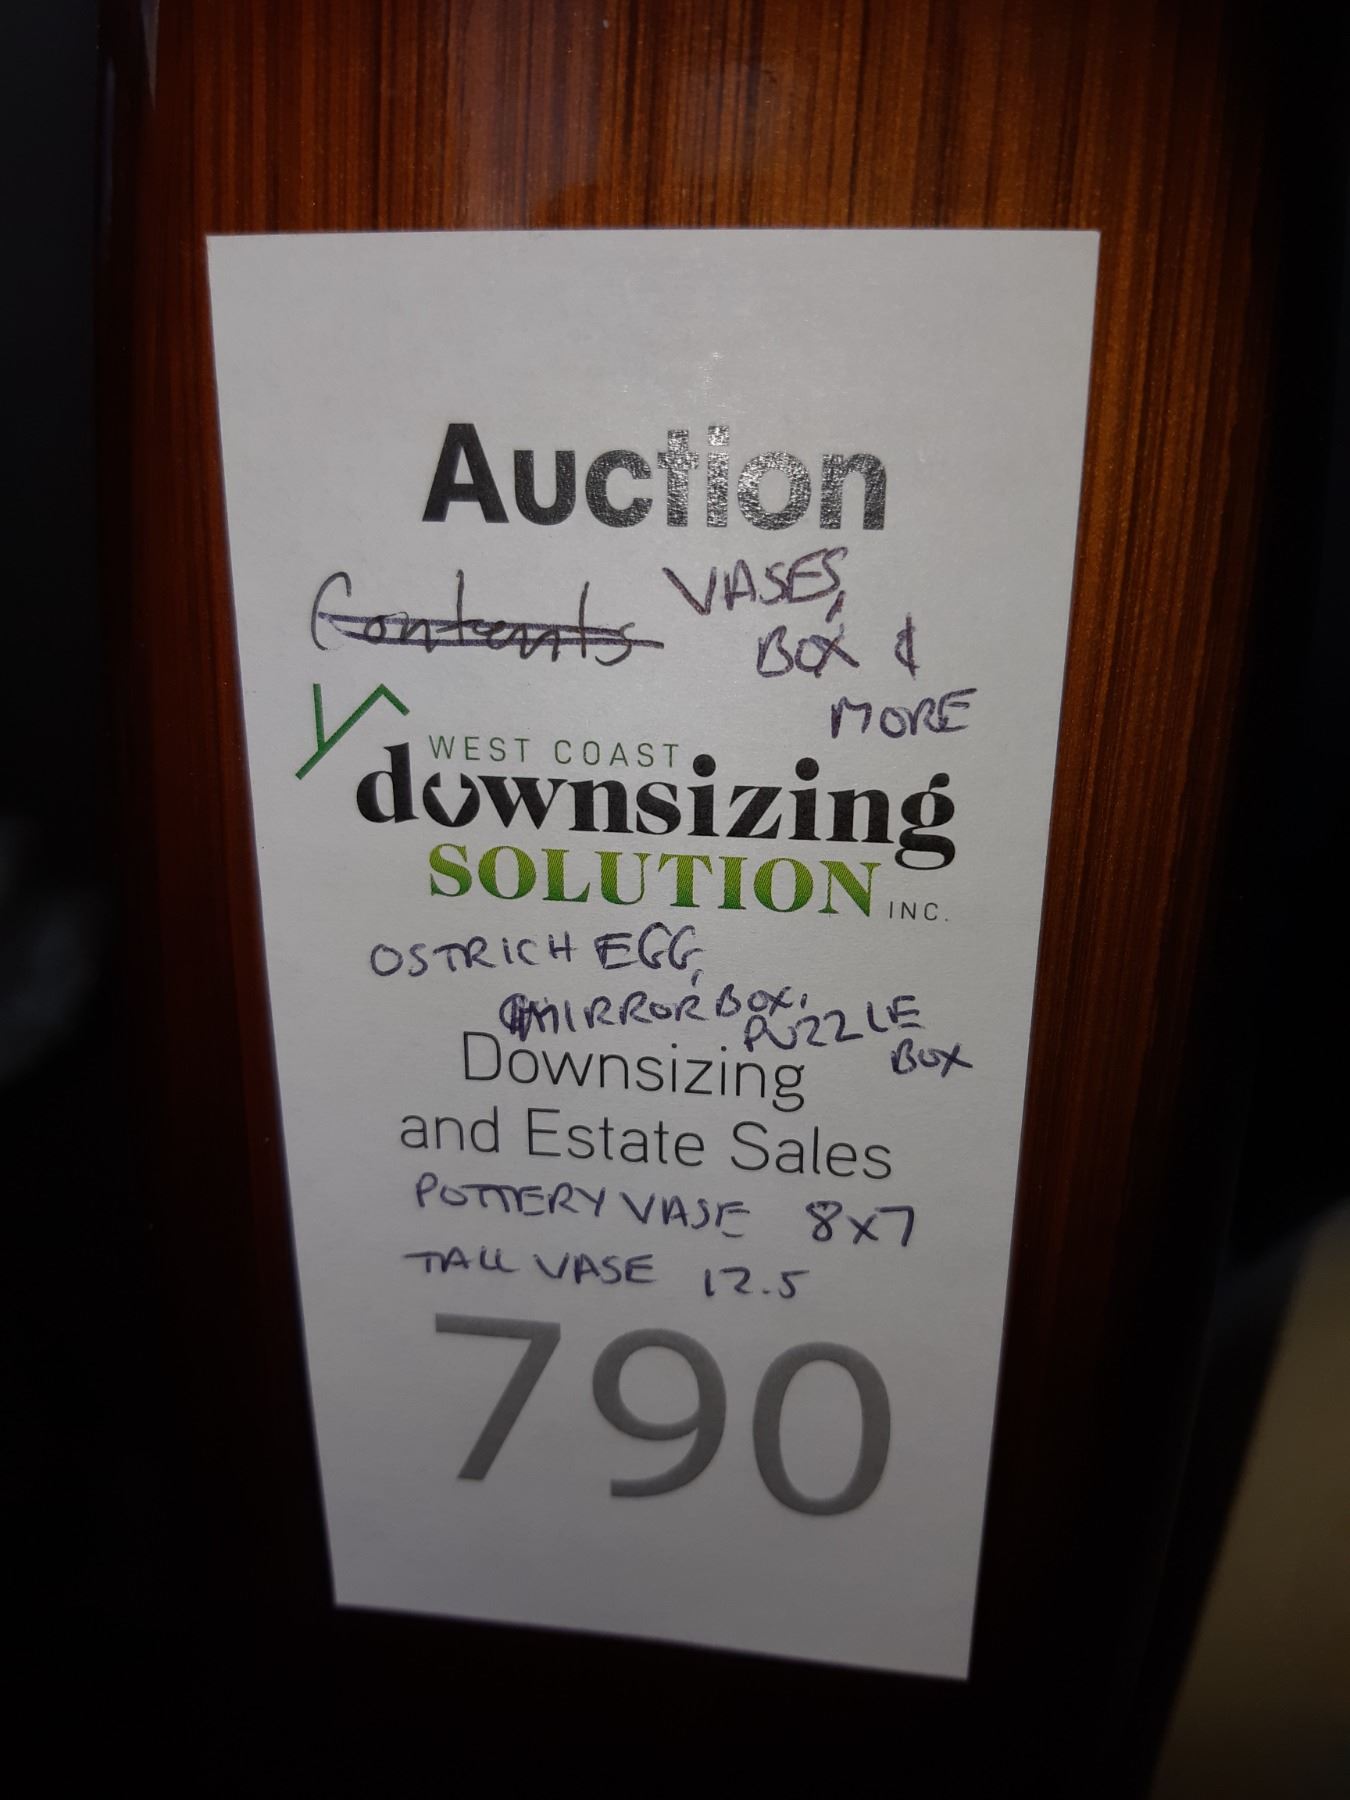 Auction
Contents VASES,
BOX &
MORE
WEST COAST
downsizing
SOLUTION INC.
OSTRICH EGG,
MIRROR BOX,
PUZZLE
BOX
Downsizing
and Estate Sales
POTTERY VASE 8x7
TALL VASE 12.5
790